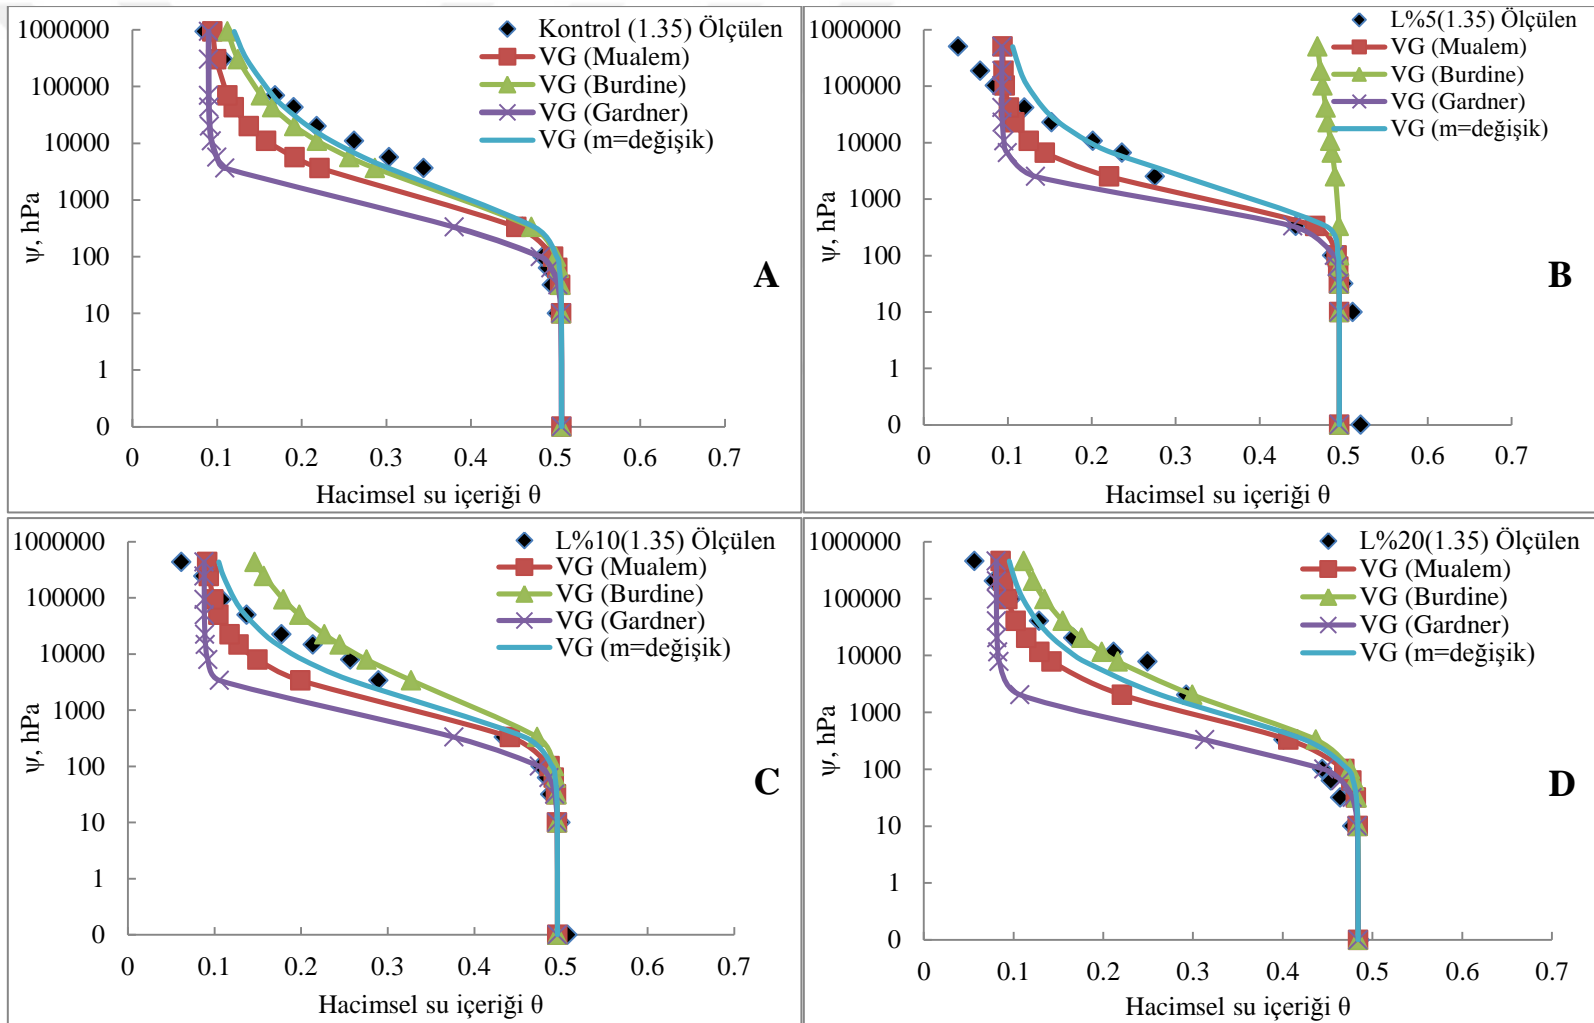 Kontrol (1.35) Ölçülen
VG (Mualem)
VG (Burdine)
VG (Gardner)
VG (m=değişik)
1000000
100000
10000
1000
100
10
1
0
ψ, hPa
A
0 0.1 0.2 0.3 0.4 0.5 0.6 0.7
Hacimsel su içeriği θ
L%5(1.35) Ölçülen
VG (Mualem)
VG (Burdine)
VG (Gardner)
VG (m=değişik)
1000000
100000
10000
1000
100
10
1
0
ψ, hPa
B
0 0.1 0.2 0.3 0.4 0.5 0.6 0.7
Hacimsel su içeriği θ
L%10(1.35) Ölçülen
VG (Mualem)
VG (Burdine)
VG (Gardner)
VG (m=değişik)
1000000
100000
10000
1000
100
10
1
0
ψ, hPa
C
0 0.1 0.2 0.3 0.4 0.5 0.6 0.7
Hacimsel su içeriği θ
L%20(1.35) Ölçülen
VG (Mualem)
VG (Burdine)
VG (Gardner)
VG (m=değişik)
1000000
100000
10000
1000
100
10
1
0
ψ, hPa
D
0 0.1 0.2 0.3 0.4 0.5 0.6 0.7
Hacimsel su içeriği θ